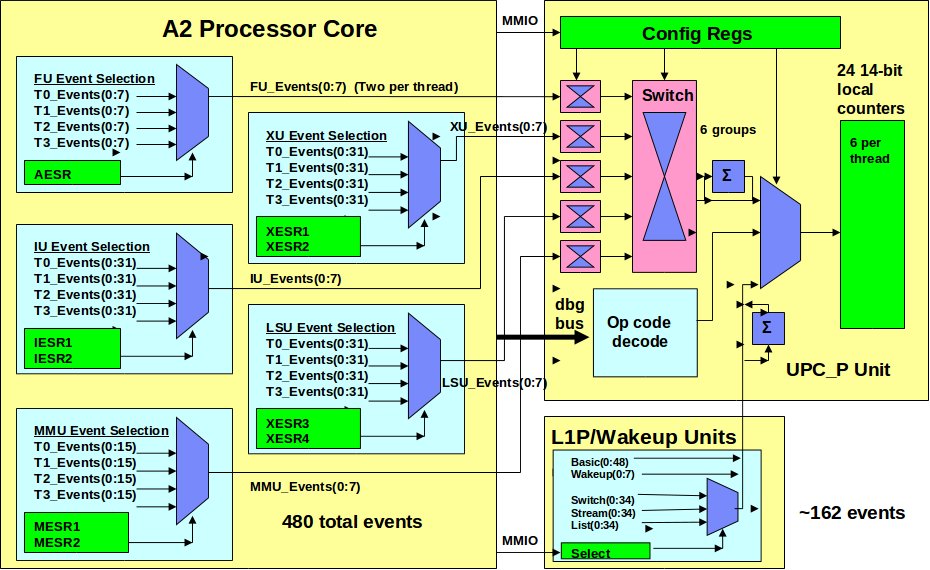 A2 Processor Core
FU Event Selection
T0_Events(0:7)
T1_Events(0:7)
T2_Events(0:7)
T3_Events(0:7)
AESR
FU_Events(0:7)  (Two per thread)
XU Event Selection
T0_Events(0:31)
T1_Events(0:31)
T2_Events(0:31)
T3_Events(0:31)
XESR1
XESR2
XU_Events(0:7)
IU Event Selection
T0_Events(0:31)
T1_Events(0:31)
T2_Events(0:31)
T3_Events(0:31)
IESR1
IESR2
IU_Events(0:7)
LSU Event Selection
T0_Events(0:31)
T1_Events(0:31)
T2_Events(0:31)
T3_Events(0:31)
XESR3
XESR4
LSU_Events(0:7)
MMU Event Selection
T0_Events(0:15)
T1_Events(0:15)
T2_Events(0:15)
T3_Events(0:15)
MESR1
MESR2
MMU_Events(0:7)
480 total events
MMIO
Config Regs
Switch
6 groups
Σ
24 14-bit
local
counters
6 per
thread
dbg
bus
Op code
decode
Σ
UPC_P Unit
L1P/Wakeup Units
Basic(0:48)
Wakeup(0:7)
Switch(0:34)
Stream(0:34)
List(0:34)
Select
MMIO
~162 events